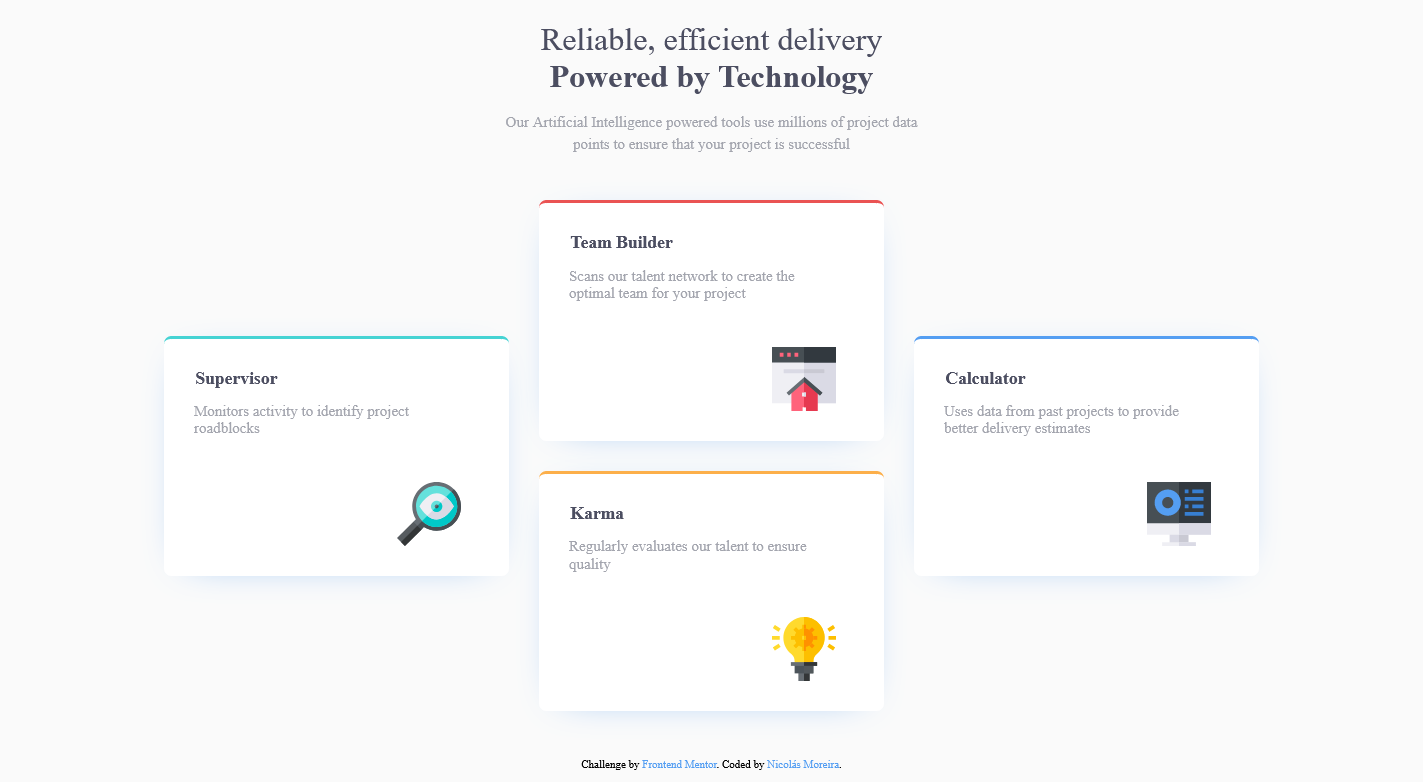 Reliable, efficient delivery
Powered by Technology
Our Artificial Intelligence powered tools use millions of project data
points to ensure that your project is successful
Supervisor
Monitors activity to identify project
roadblocks
Team Builder
Scans our talent network to create the
optimal team for your project
Karma
Regularly evaluates our talent to ensure
quality
Calculator
Uses data from past projects to provide
better delivery estimates
Challenge by Frontend Mentor. Coded by Nicolás Moreira.